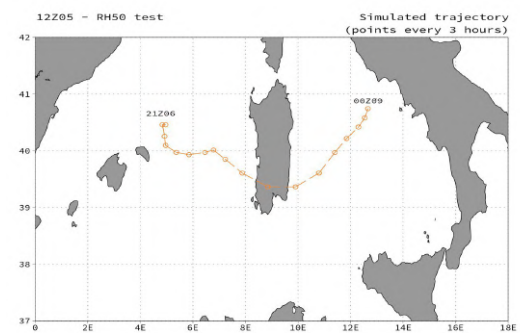 12Z05 – RH50 test
Simulated trajectory
(points every 3 hours)
42
41
40
39
38
37
21Z06
00Z09
0
2E
4E
6E
8E
10E
12E
14E
16E
18E